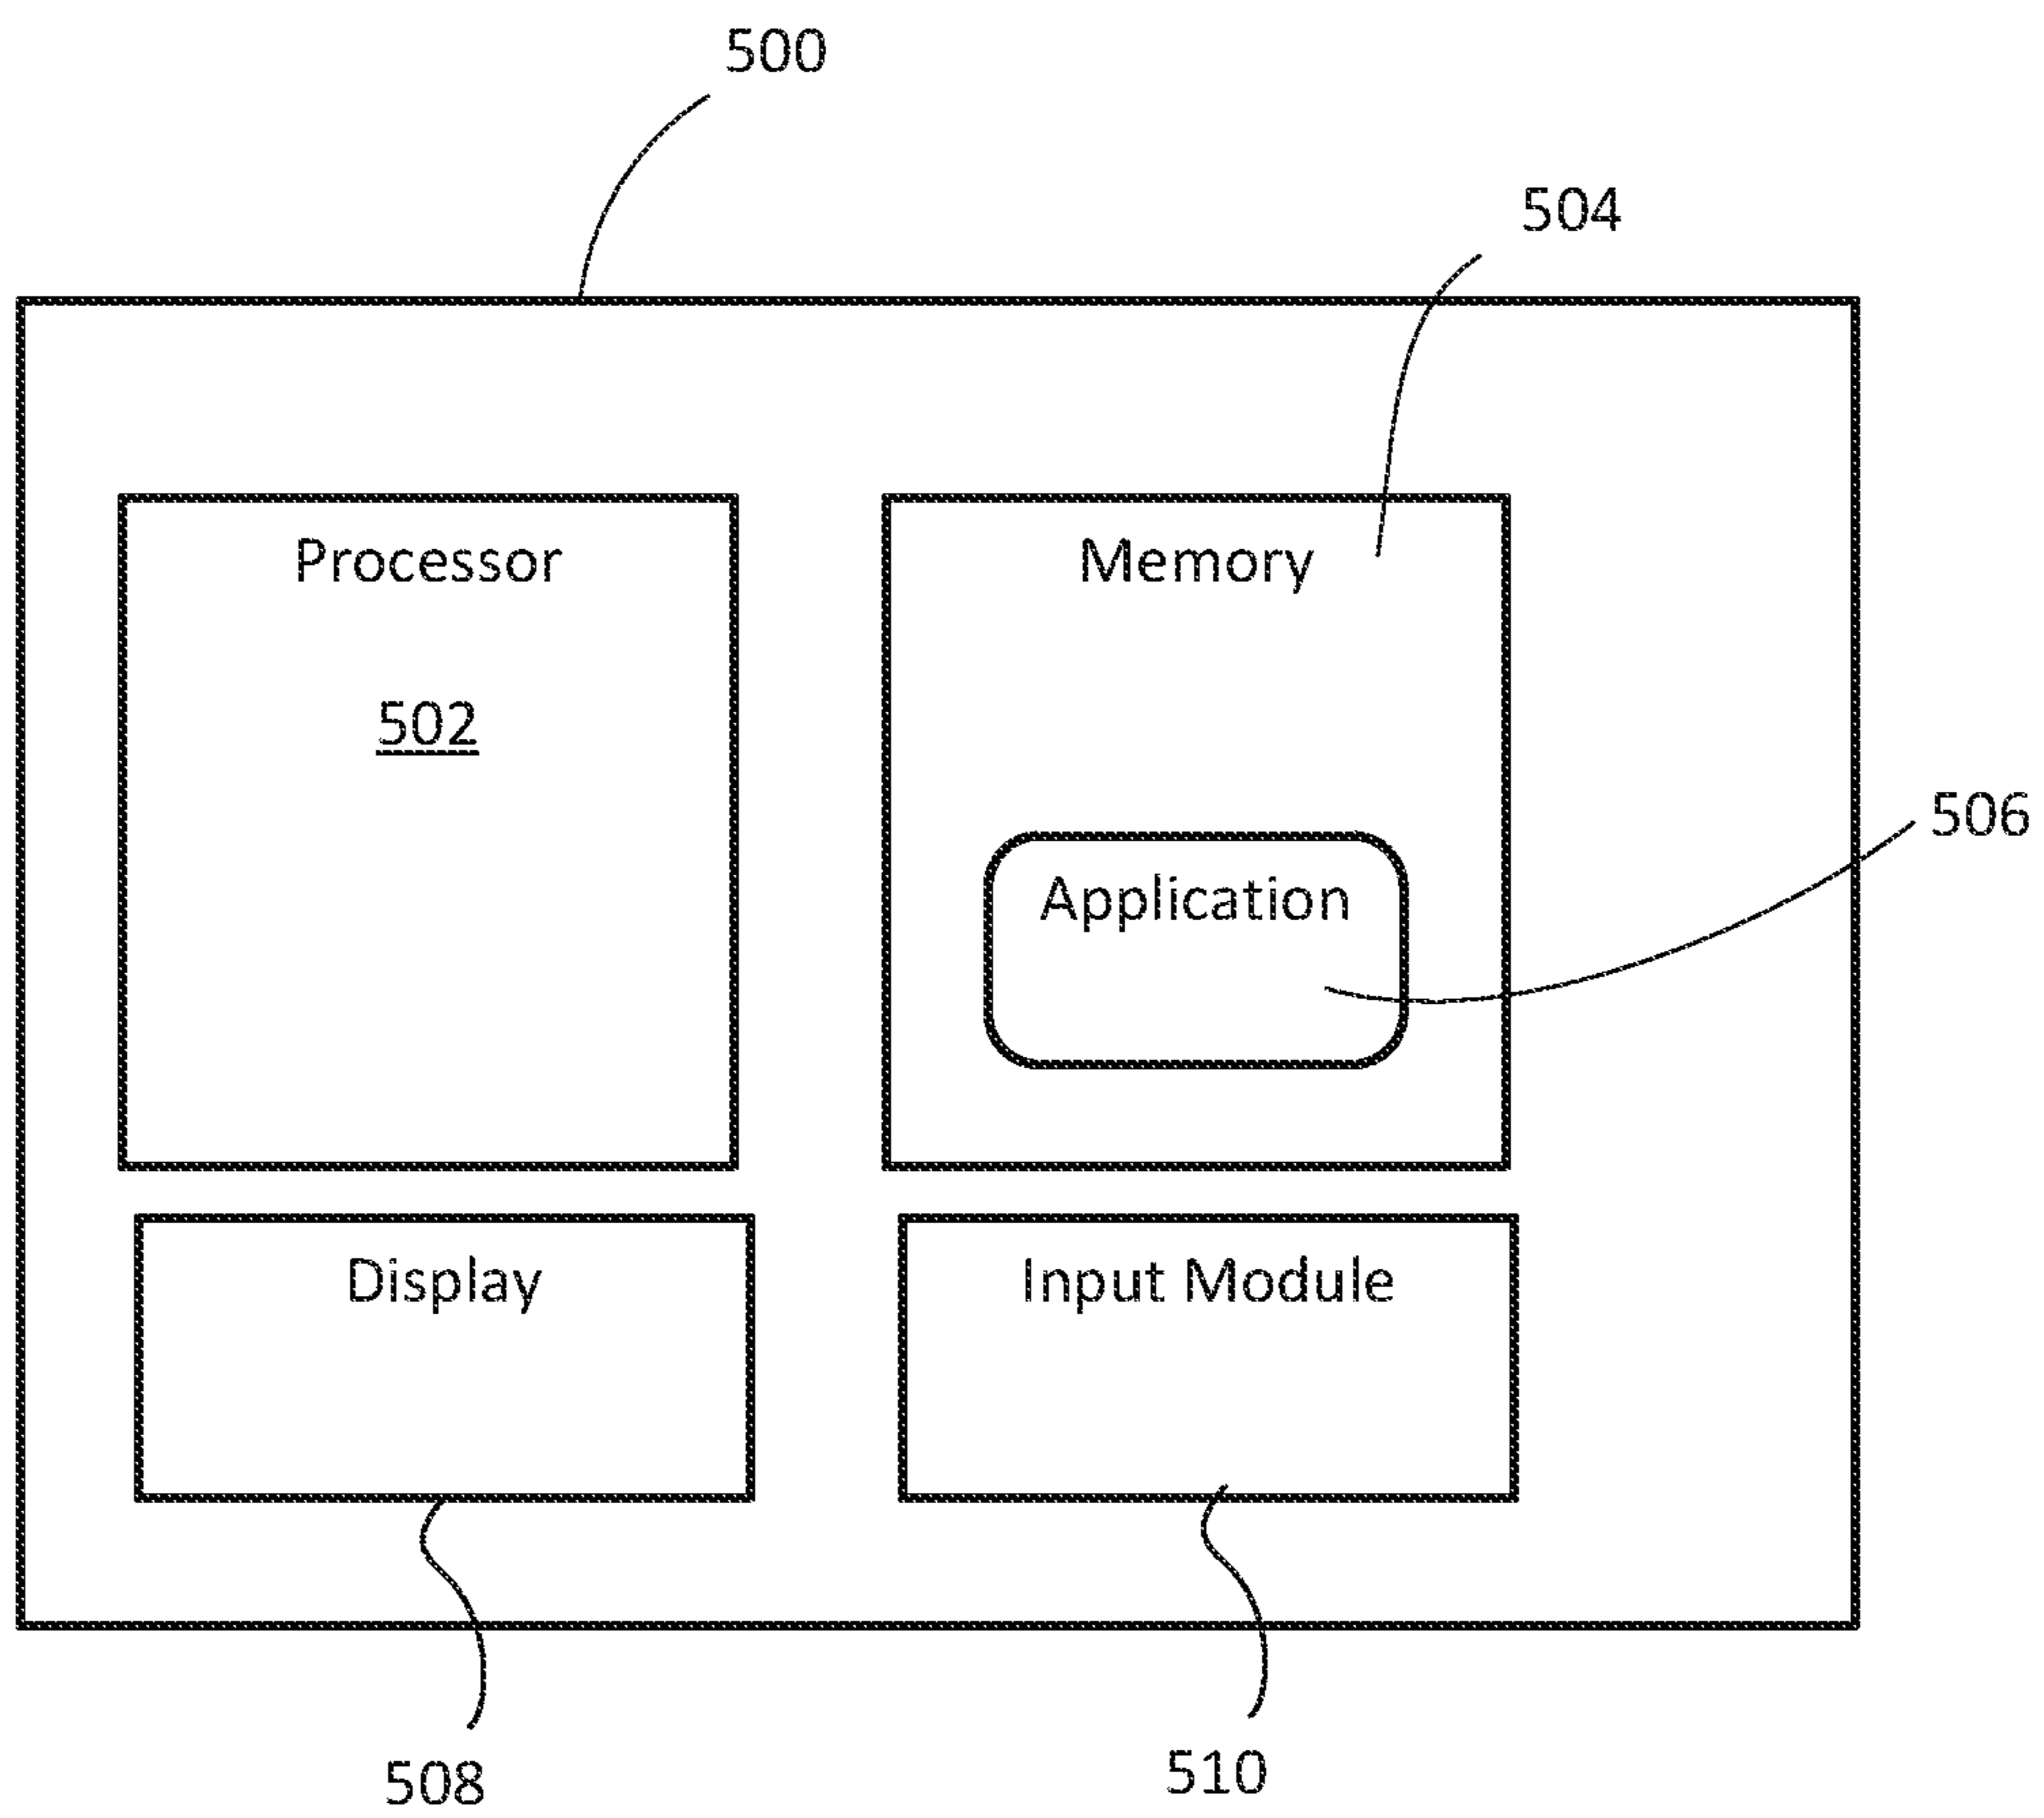 500
504
Processor
Memory
502
506
Application
Display
Input Module
508
510